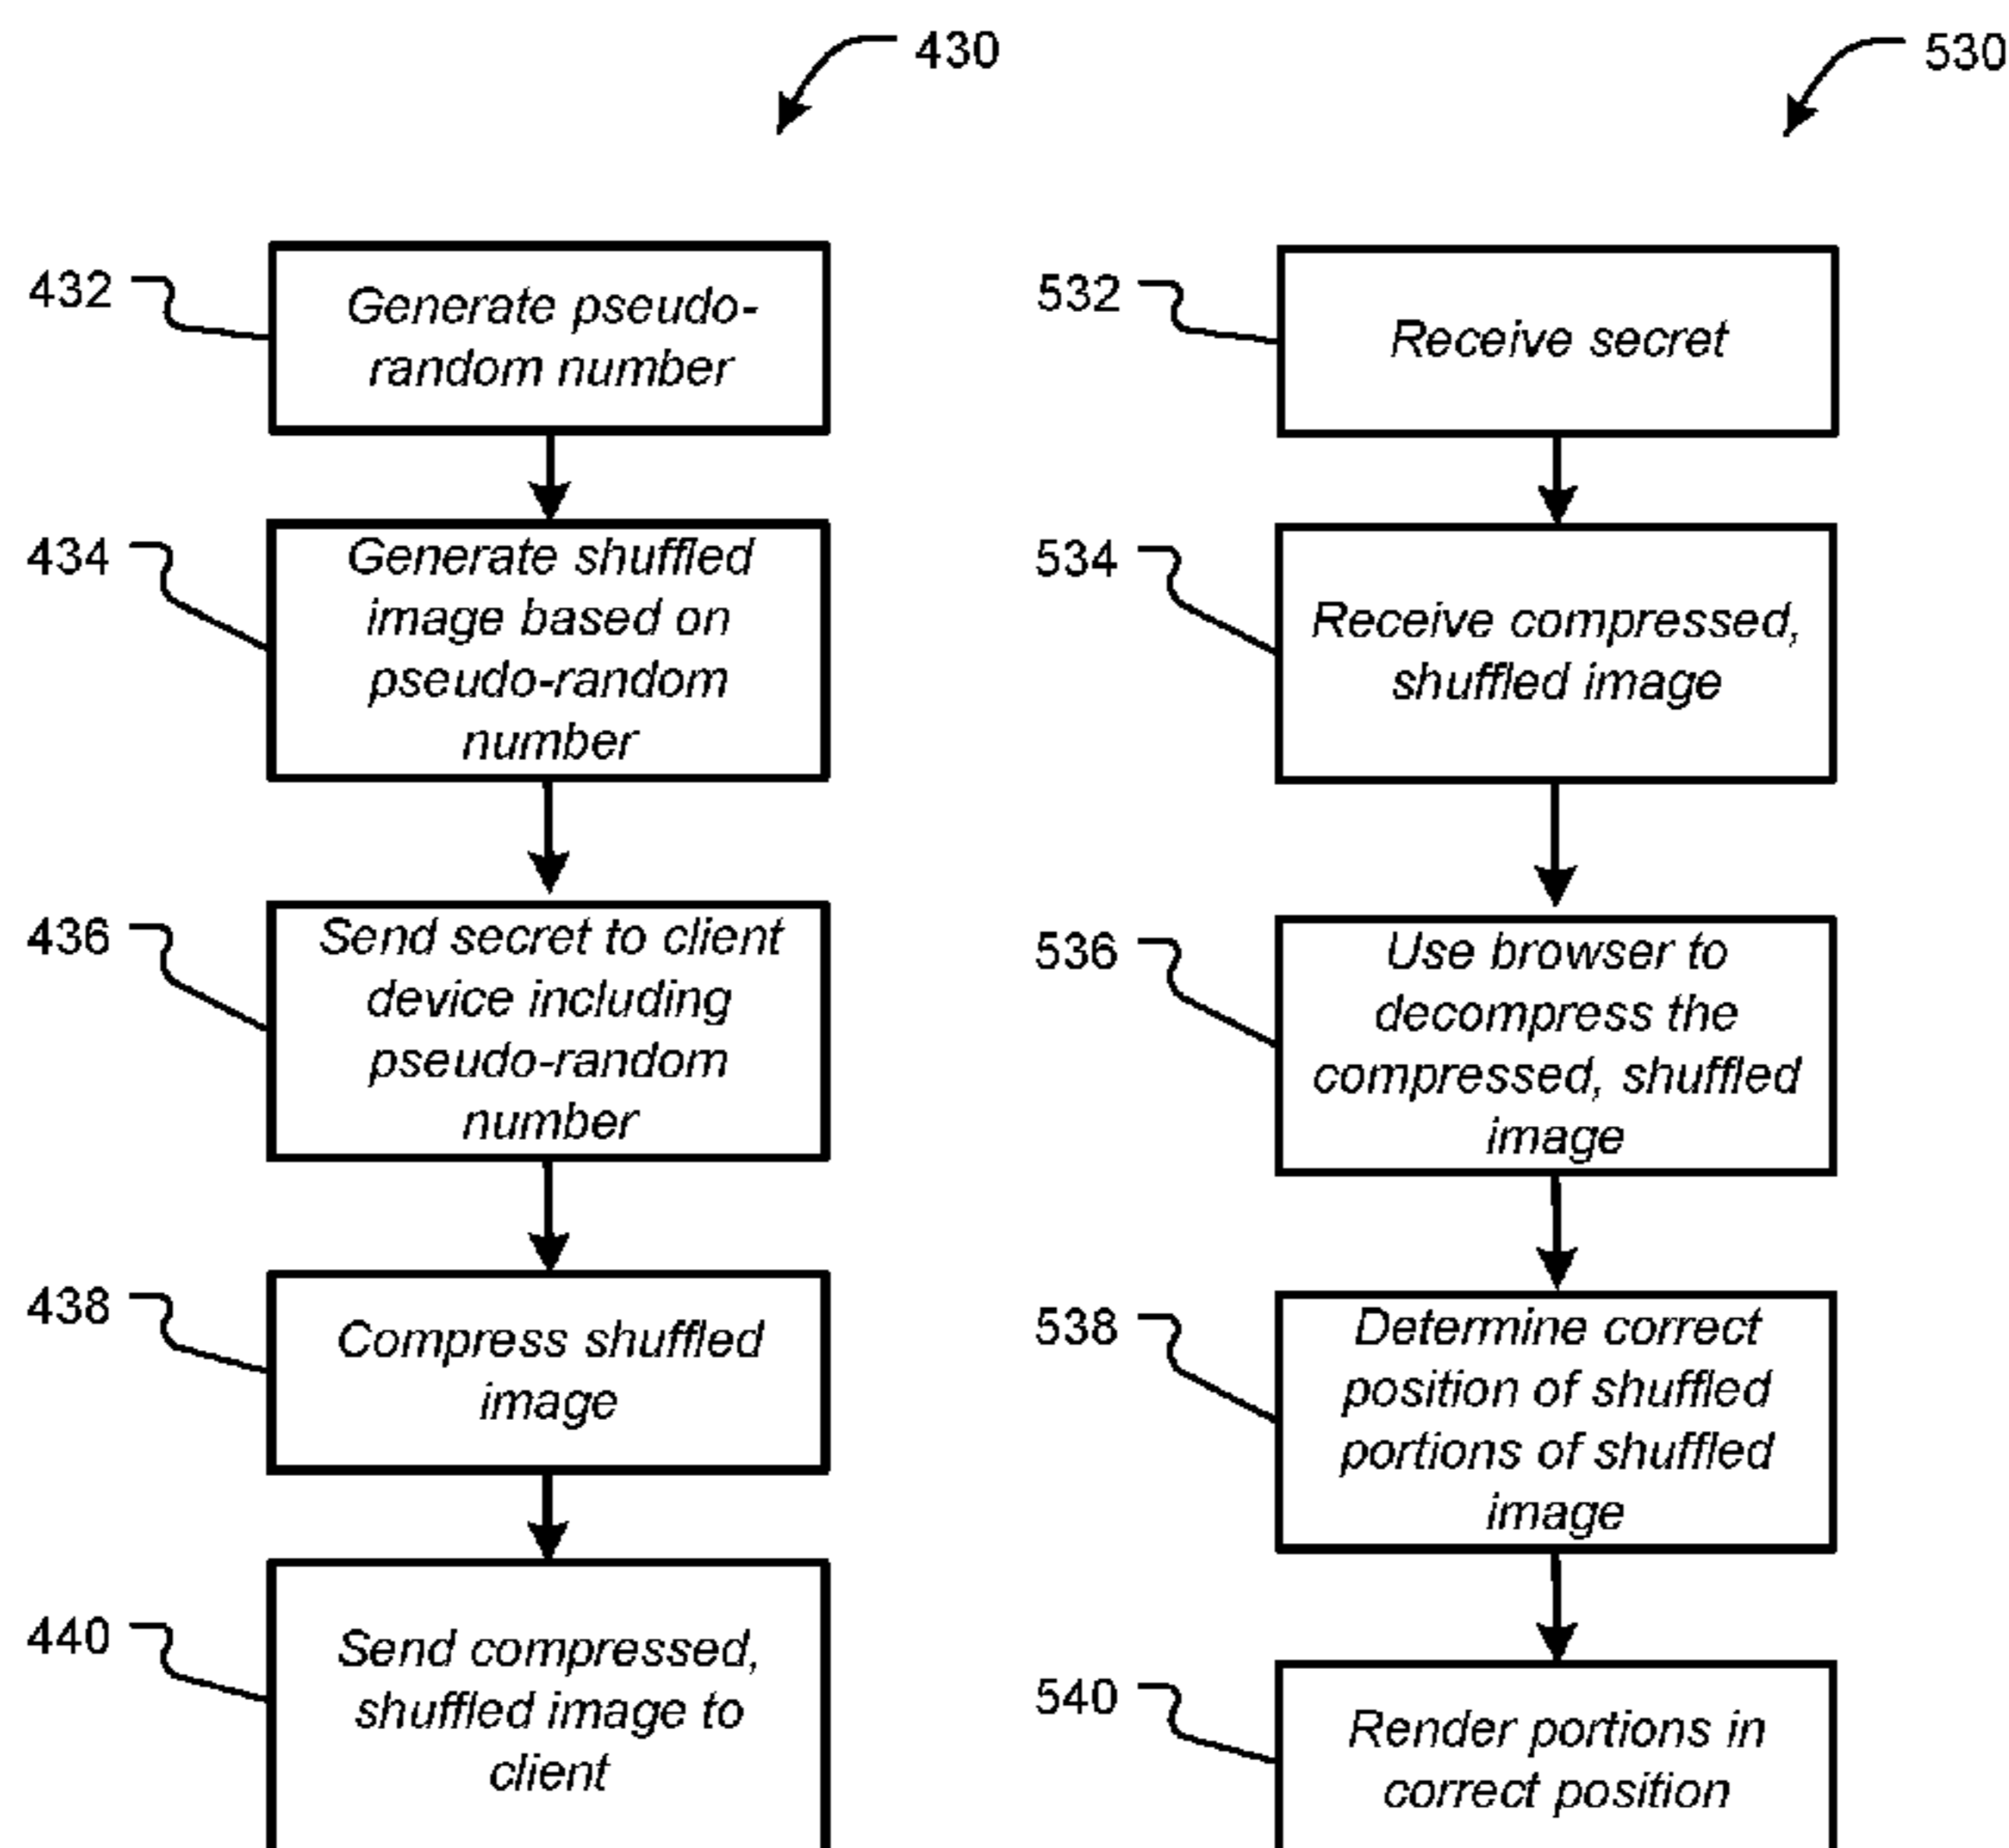 430
432
Generate pseudo-
random number
434
Generate shuffled
image based on
pseudo-random
number
436
Send secret to client
device including
pseudo-random
number
438
Compress shuffled
image
440
Send compressed,
shuffled image to
client
530
532
Receive secret
534
Receive compressed,
shuffled image
536
Use browser to
decompress the
compressed, shuffled
image
538
Determine correct
position of shuffled
portions of shuffled
image
540
Render portions in
correct position